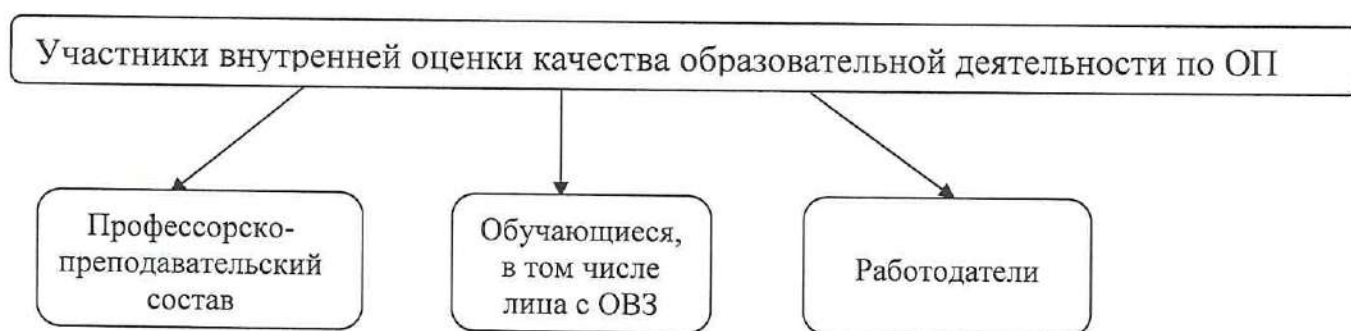 Участники внутренней оценки качества образовательной деятельности по ОП
Профессорско-
преподавательский
состав
Обучающиеся,
в том числе
лица с ОВЗ
Работодатели